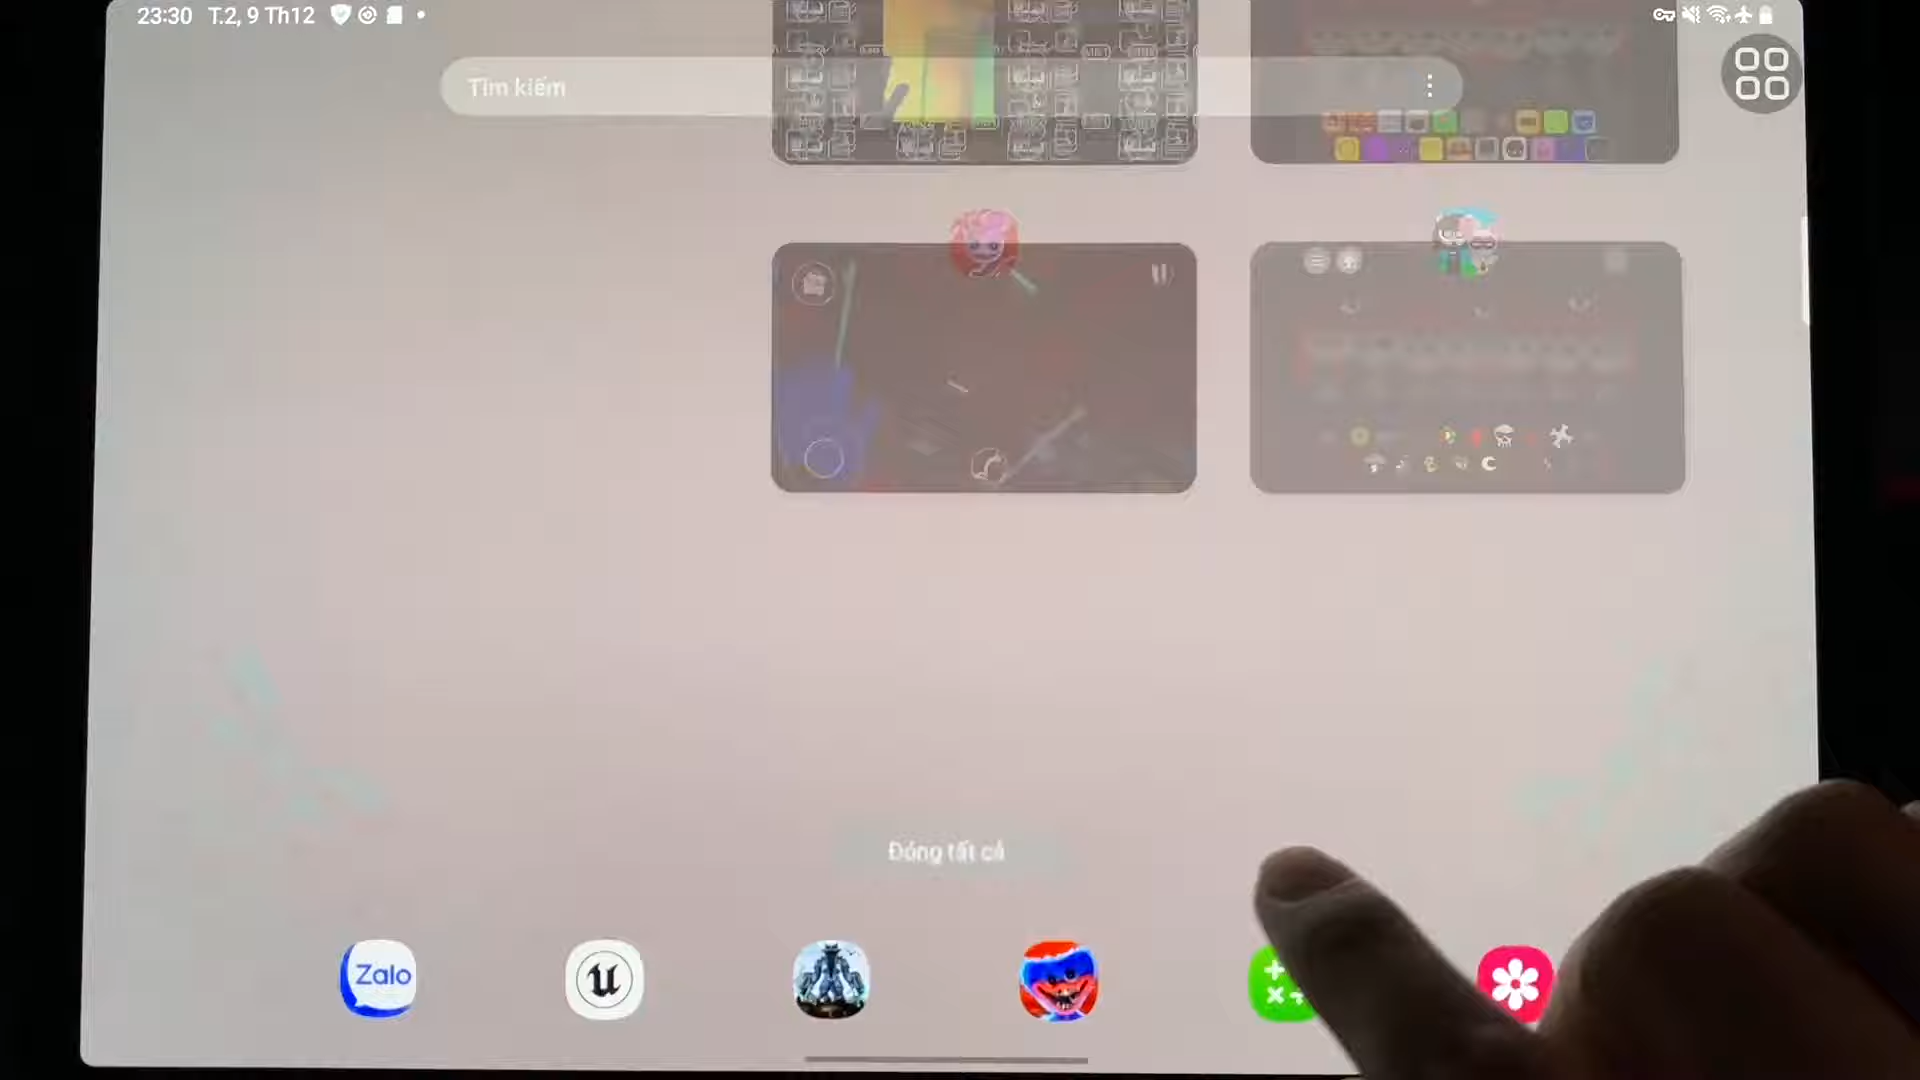 23:30 T.2, 9 Th12
Tìm kiếm
Đóng tất cả
Zalo